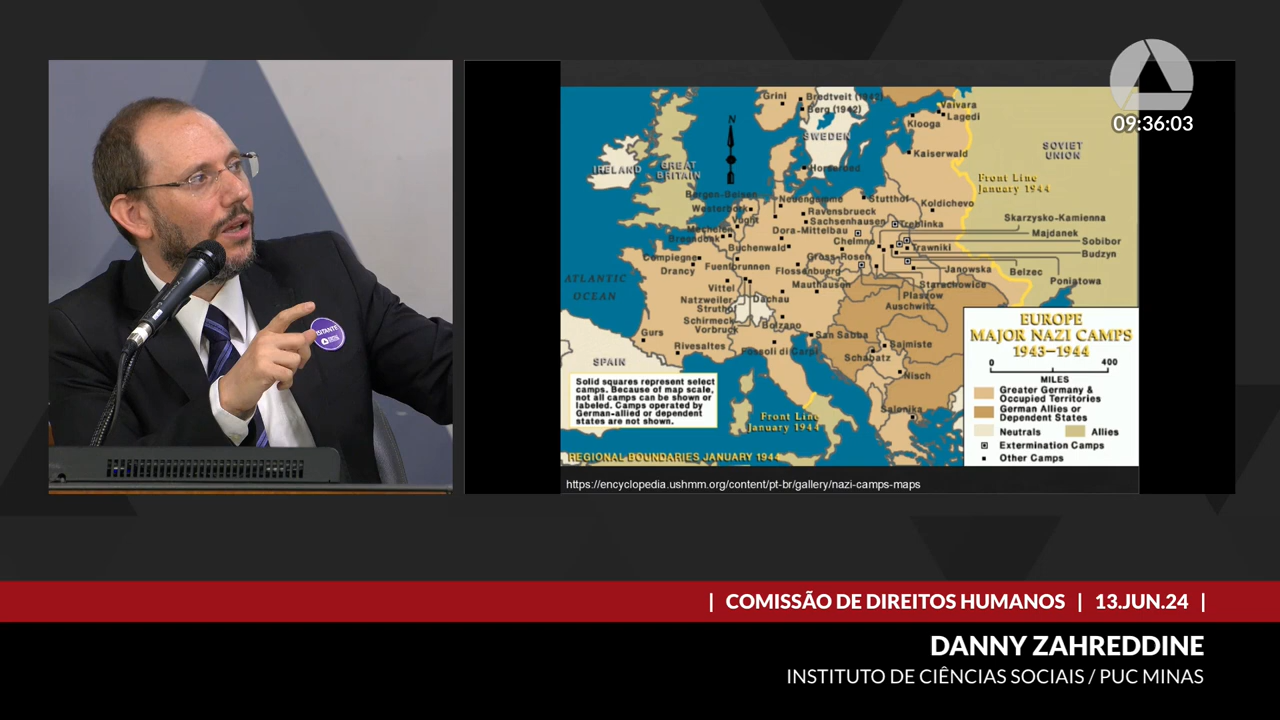 VISITANTE
Grini
Bredtveit (1942)
Berg (1942)
SWEDEN
Vaivara
Lagedi
Klooga
09:36:03
SOVIET
UNION
Kaiserwald
IRELAND
GREAT
BRITAIN
N
Horserod
Front Line
January 1944
Bergen-Belsen
Neuengamme
Stutthof
Koldichevo
Westerbork
Ravensbrueck
Vught
Sachsenhausen
Treblinka
Skarzysko-Kamienna
Mechelen
Dora-Mittelbau
Majdanek
Breendonk
Chelmno
Sobibor
Buchenwald
Trawniki
Budzyn
Compiegne
Gross-Rosen
Drancy
Fuenfbrunnen
Flossenburg
Janowska
Belzec
ATLANTIC
OCEAN
Vittel
Mauthausen
Starachowice
Poniatowa
Natzweiler
Struthof
Dachau
Plaszow
Auschwitz
Schirmeck
Vorbruck
Bolzano
San Sabba
Gurs
Rivesaltes
Fossoli di Carpi
Sajmiste
Schabatz
SPAIN
Nisch
Salonika
Solid squares represent select
camps. Because of map scale,
not all camps can be shown or
labeled. Camps operated by
German-allied or dependent
states are not shown.
Front Line
January 1944
REGIONAL BOUNDARIES JANUARY 1944
EUROPE
MAJOR NAZI CAMPS
1943–1944
0 400
MILES
Greater Germany &
Occupied Territories
German Allies or
Dependent States
Neutrals Allies
Extermination Camps
Other Camps
https://encyclopedia.ushmm.org/content/pt-br/gallery/nazi-camps-maps
| COMISSÃO DE DIREITOS HUMANOS | 13.JUN.24 |
DANNY ZAHREDDINE
INSTITUTO DE CIÊNCIAS SOCIAIS / PUC MINAS